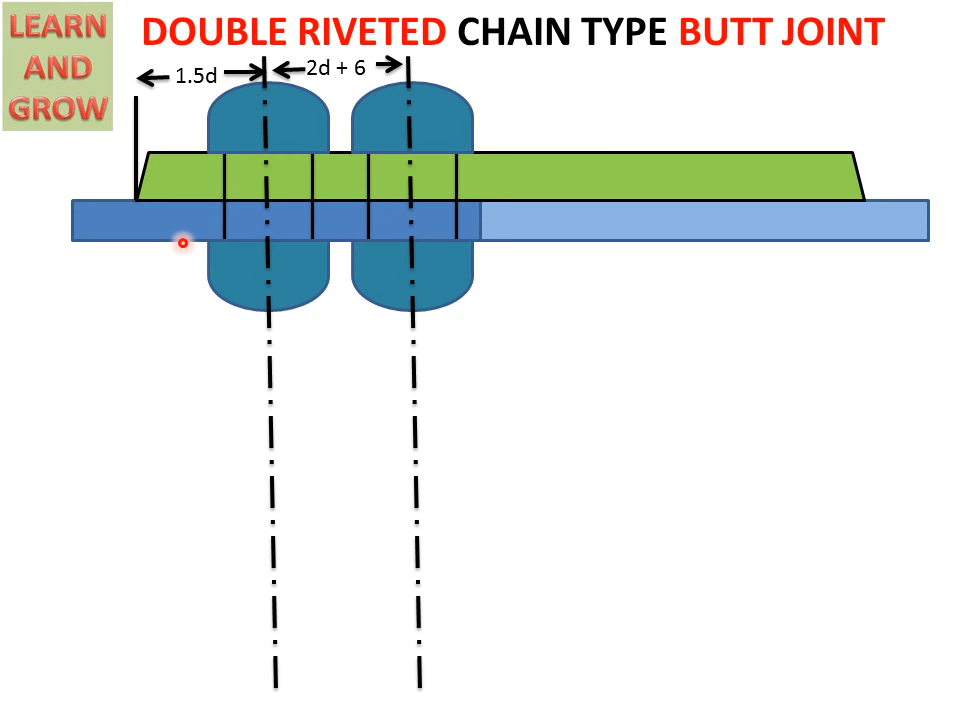 LEARN
AND
GROW
DOUBLE RIVETED CHAIN TYPE BUTT JOINT
1.5d
2d + 6